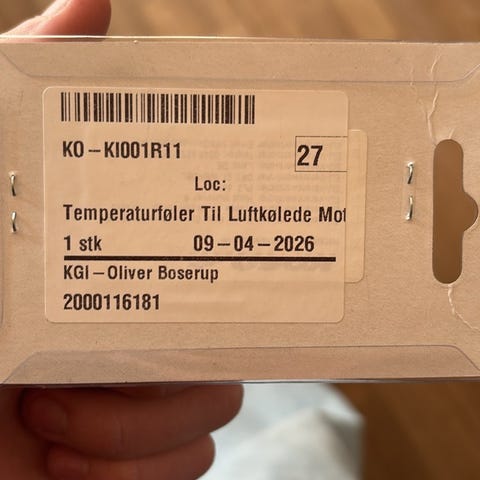 KO-KI001R11
27
Loc:
Temperaturføler Til Luftkølede Mot
1 stk 09-04-2026
KGI-Oliver Boserup
2000116181